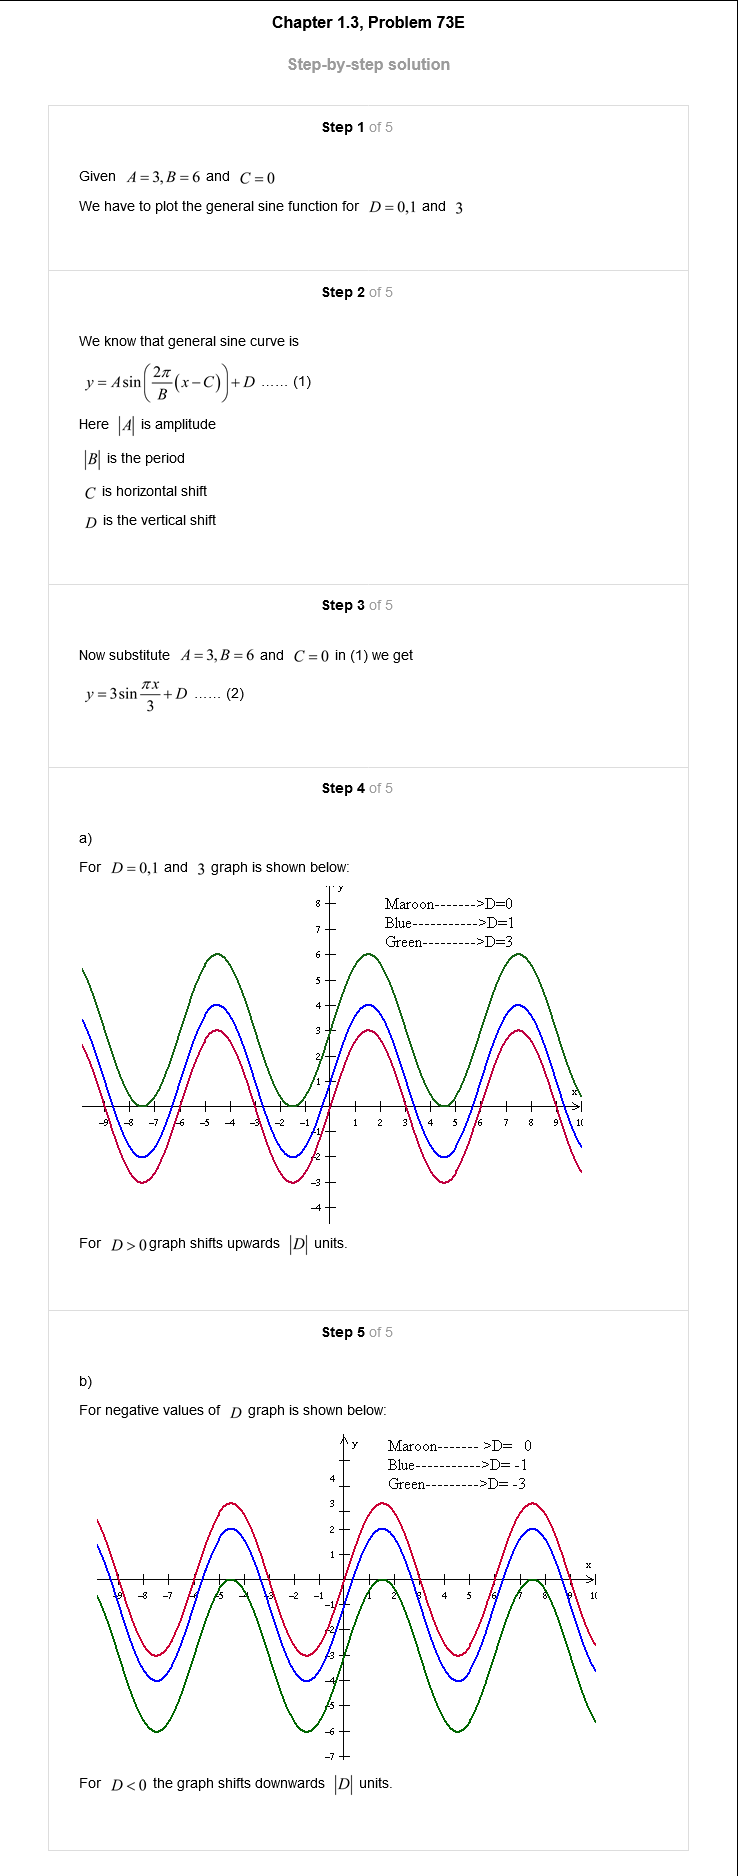 Chapter 1.3, Problem 73E
Step-by-step solution
Step 1 of 5
Given A = 3, B = 6 and C = 0
We have to plot the general sine function for D = 0,1 and 3
Step 2 of 5
We know that general sine curve is
y = A sin(2π/B (x − C)) + D ...... (1)
Here |A| is amplitude
|B| is the period
C is horizontal shift
D is the vertical shift
Step 3 of 5
Now substitute A = 3, B = 6 and C = 0 in (1) we get
y = 3 sin πx/3 + D ...... (2)
Step 4 of 5
a)
For D = 0,1 and 3 graph is shown below:
y
Maroon------->D=0
Blue----------->D=1
Green--------->D=3
8
7
6
5
4
3
2
1
x
-9 -8 -7 -6 -5 -4 -3 -2 -1 1 2 3 4 5 6 7 8 9 10
-1
-2
-3
-4
For D > 0 graph shifts upwards |D| units.
Step 5 of 5
b)
For negative values of D graph is shown below:
y
Maroon------- >D= 0
Blue----------->D= -1
Green--------->D= -3
4
3
2
1
x
-9 -8 -7 -6 -5 -4 -3 -2 -1 1 2 3 4 5 6 7 8 9 10
-1
-2
-3
-4
-5
-6
-7
For D < 0 the graph shifts downwards |D| units.